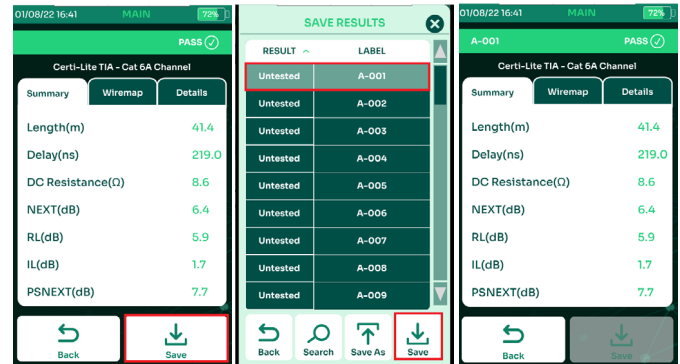 01/08/22 16:41 MAIN 72%
PASS
Certi-Lite TIA - Cat 6A Channel
Summary Wiremap Details
Length(m) 41.4
Delay(ns) 219.0
DC Resistance(Ω) 8.6
NEXT(dB) 6.4
RL(dB) 5.9
IL(dB) 1.7
PSNEXT(dB) 7.7
Back Save
SAVE RESULTS
RESULT LABEL
Untested A-001
Untested A-002
Untested A-003
Untested A-004
Untested A-005
Untested A-006
Untested A-007
Untested A-008
Untested A-009
Back Search Save As Save
01/08/22 16:41 MAIN 72%
A-001 PASS
Certi-Lite TIA - Cat 6A Channel
Summary Wiremap Details
Length(m) 41.4
Delay(ns) 219.0
DC Resistance(Ω) 8.6
NEXT(dB) 6.4
RL(dB) 5.9
IL(dB) 1.7
PSNEXT(dB) 7.7
Back Save